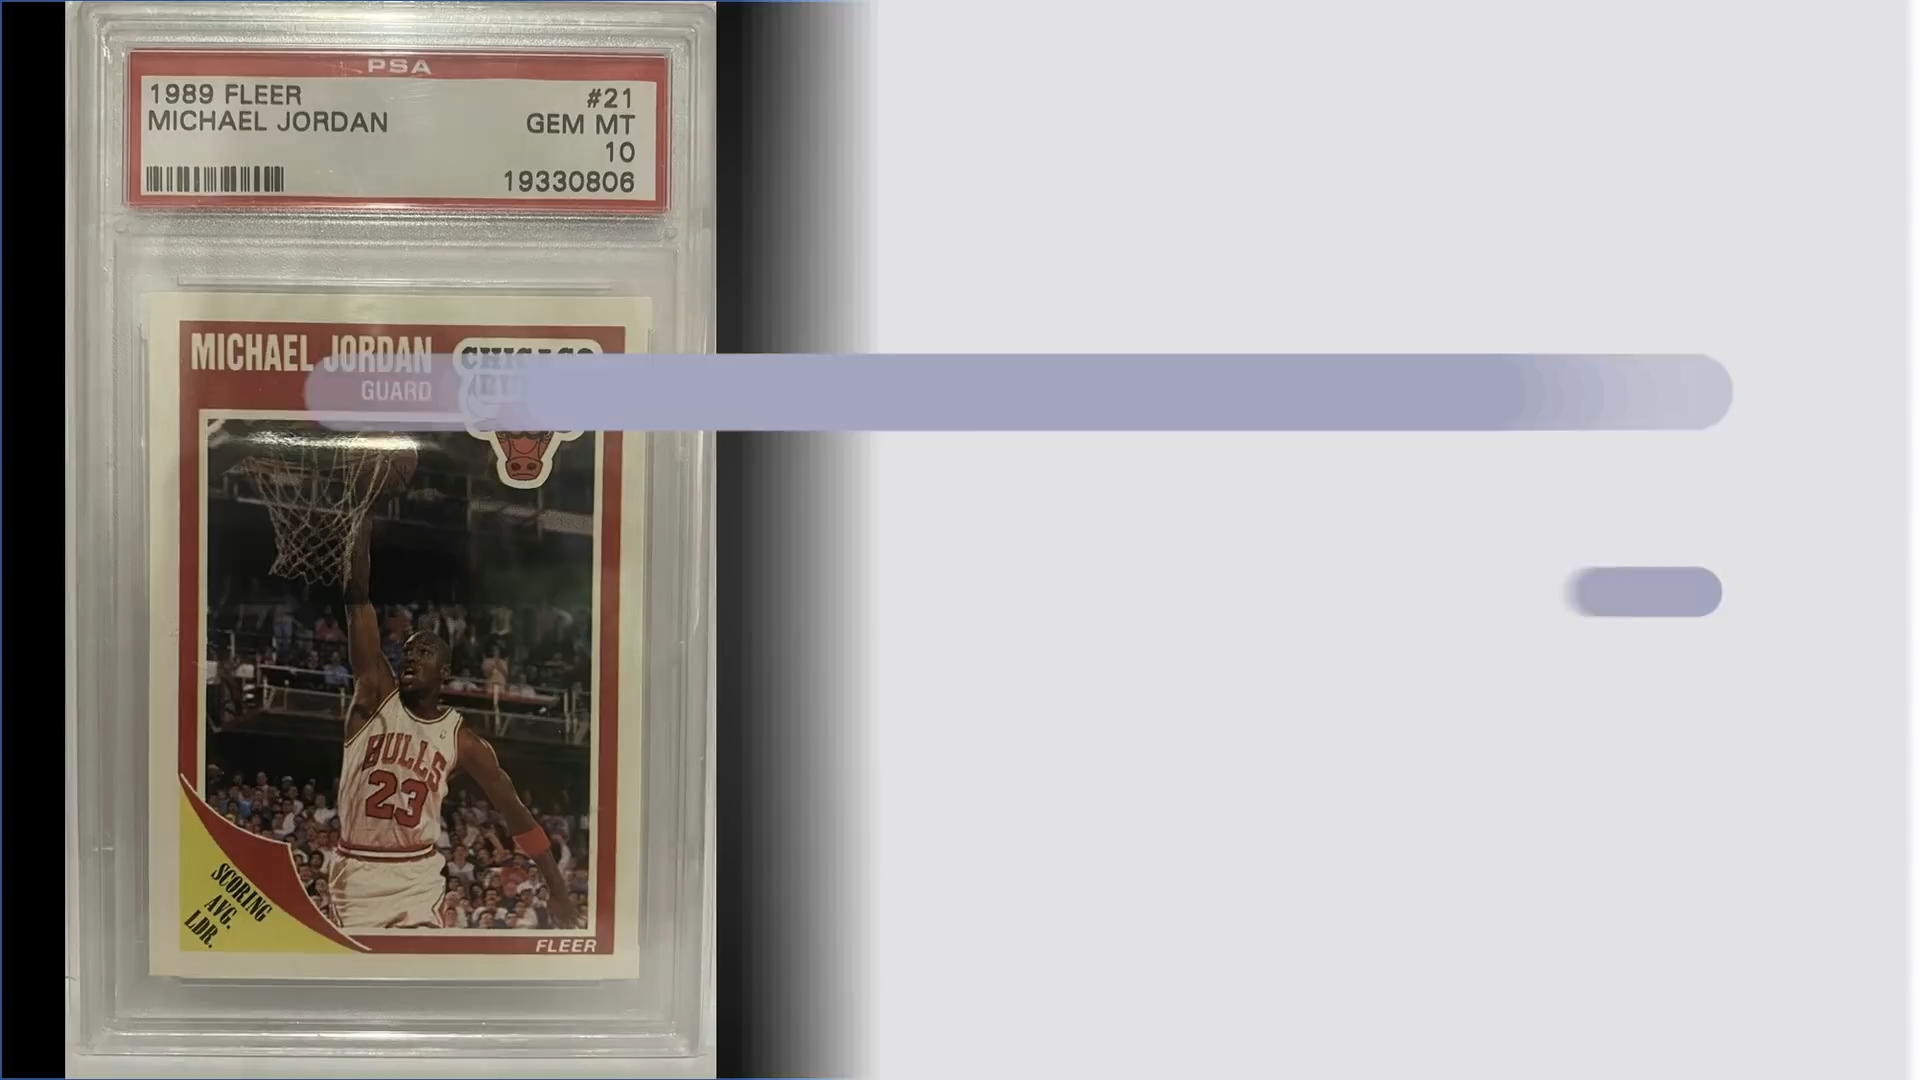 PSA
1989 FLEER #21
MICHAEL JORDAN GEM MT
10
19330806
MICHAEL JORDAN
GUARD
CHICAGO
BULLS
23
SCORING
AVG.
LDR.
FLEER